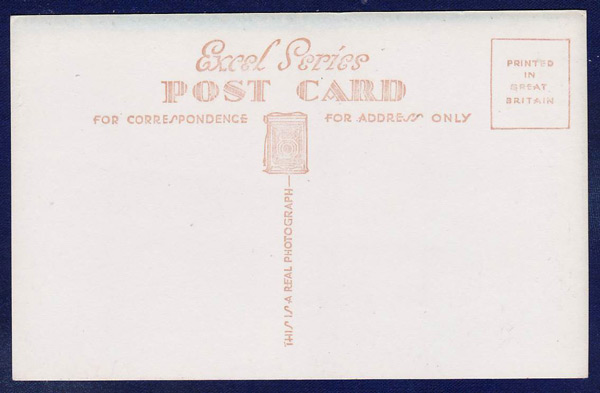 Excel Series
POST CARD
FOR CORRESPONDENCE
FOR ADDRESS ONLY
PRINTED
IN
GREAT
BRITAIN
THIS IS A REAL PHOTOGRAPH